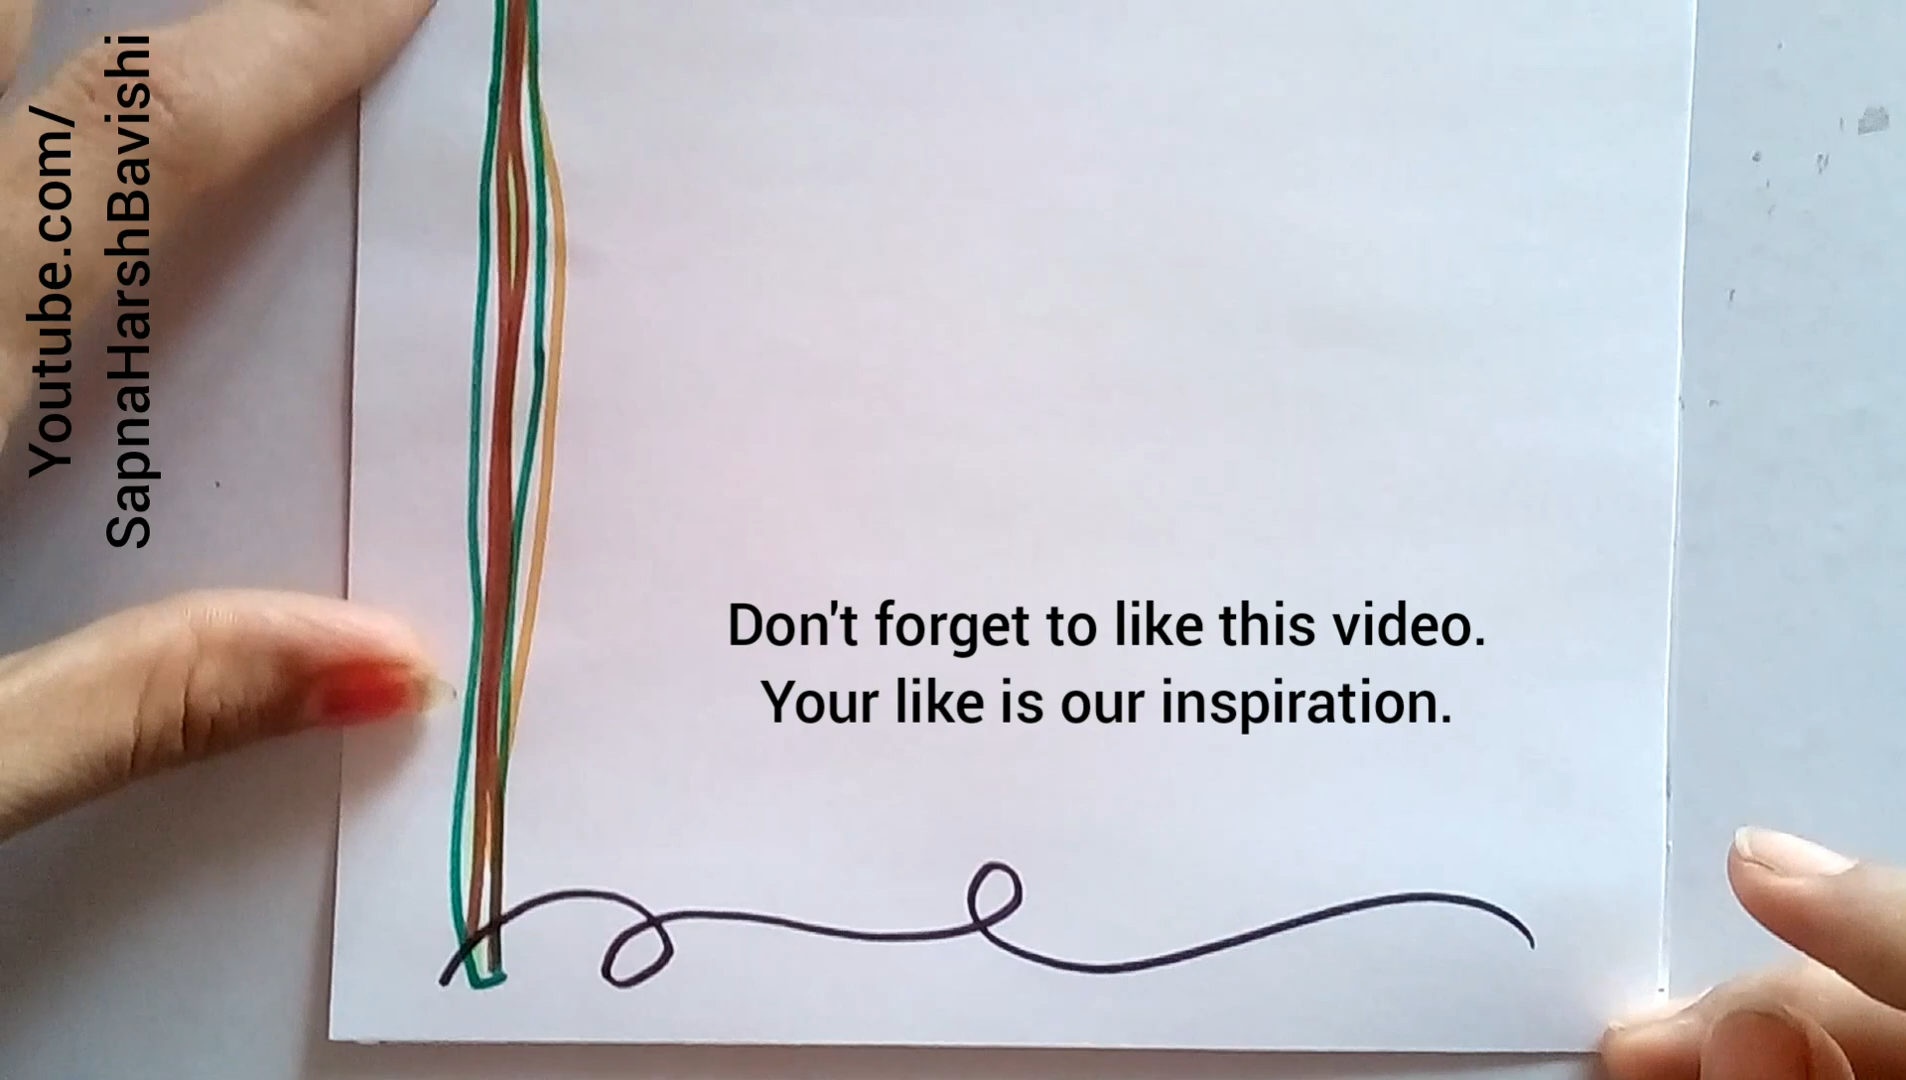 Youtube.com/
SapnaHarshBavishi
Don't forget to like this video.
Your like is our inspiration.